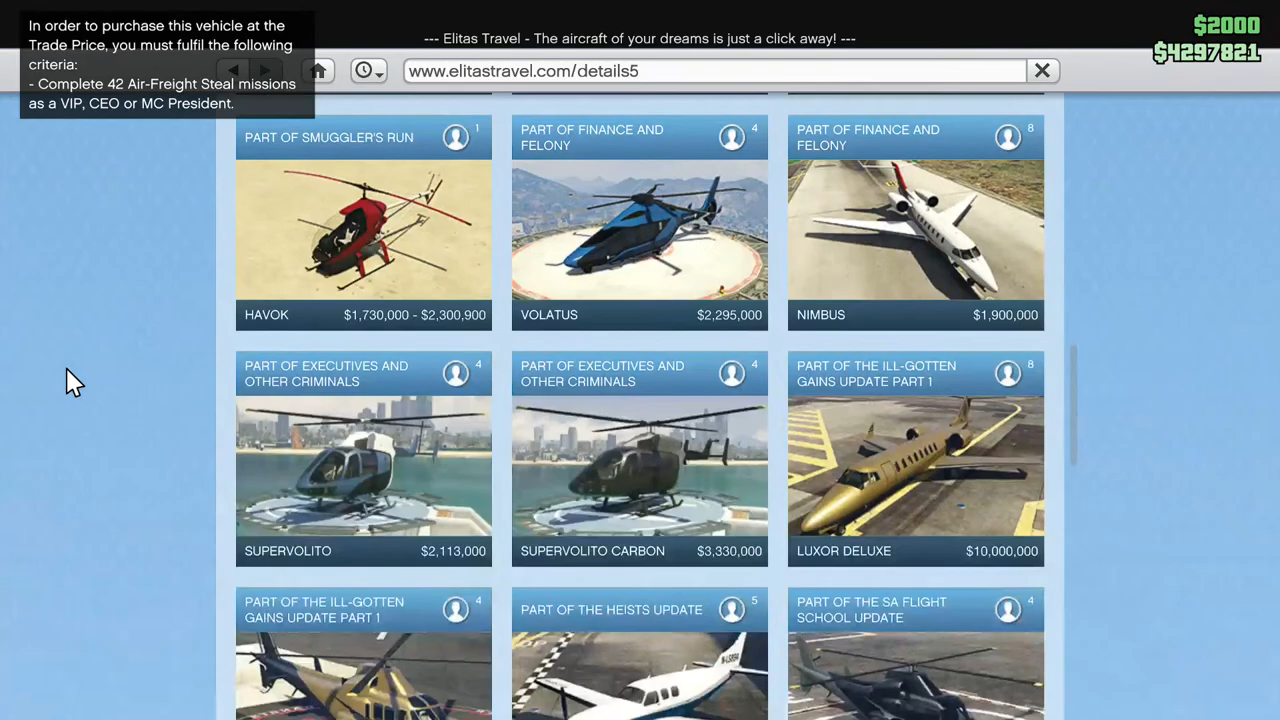 In order to purchase this vehicle at the
Trade Price, you must fulfil the following
criteria:
- Complete 42 Air-Freight Steal missions
as a VIP, CEO or MC President.
$2000
$4297821
--- Elitas Travel - The aircraft of your dreams is just a click away! ---
www.elitastravel.com/details5
PART OF SMUGGLER'S RUN
1
PART OF FINANCE AND
FELONY
4
PART OF FINANCE AND
FELONY
8
HAVOK
$1,730,000 - $2,300,900
VOLATUS
$2,295,000
NIMBUS
$1,900,000
PART OF EXECUTIVES AND
OTHER CRIMINALS
4
PART OF EXECUTIVES AND
OTHER CRIMINALS
4
PART OF THE ILL-GOTTEN
GAINS UPDATE PART 1
8
SUPERVOLITO
$2,113,000
SUPERVOLITO CARBON
$3,330,000
LUXOR DELUXE
$10,000,000
PART OF THE ILL-GOTTEN
GAINS UPDATE PART 1
4
PART OF THE HEISTS UPDATE
5
PART OF THE SA FLIGHT
SCHOOL UPDATE
4